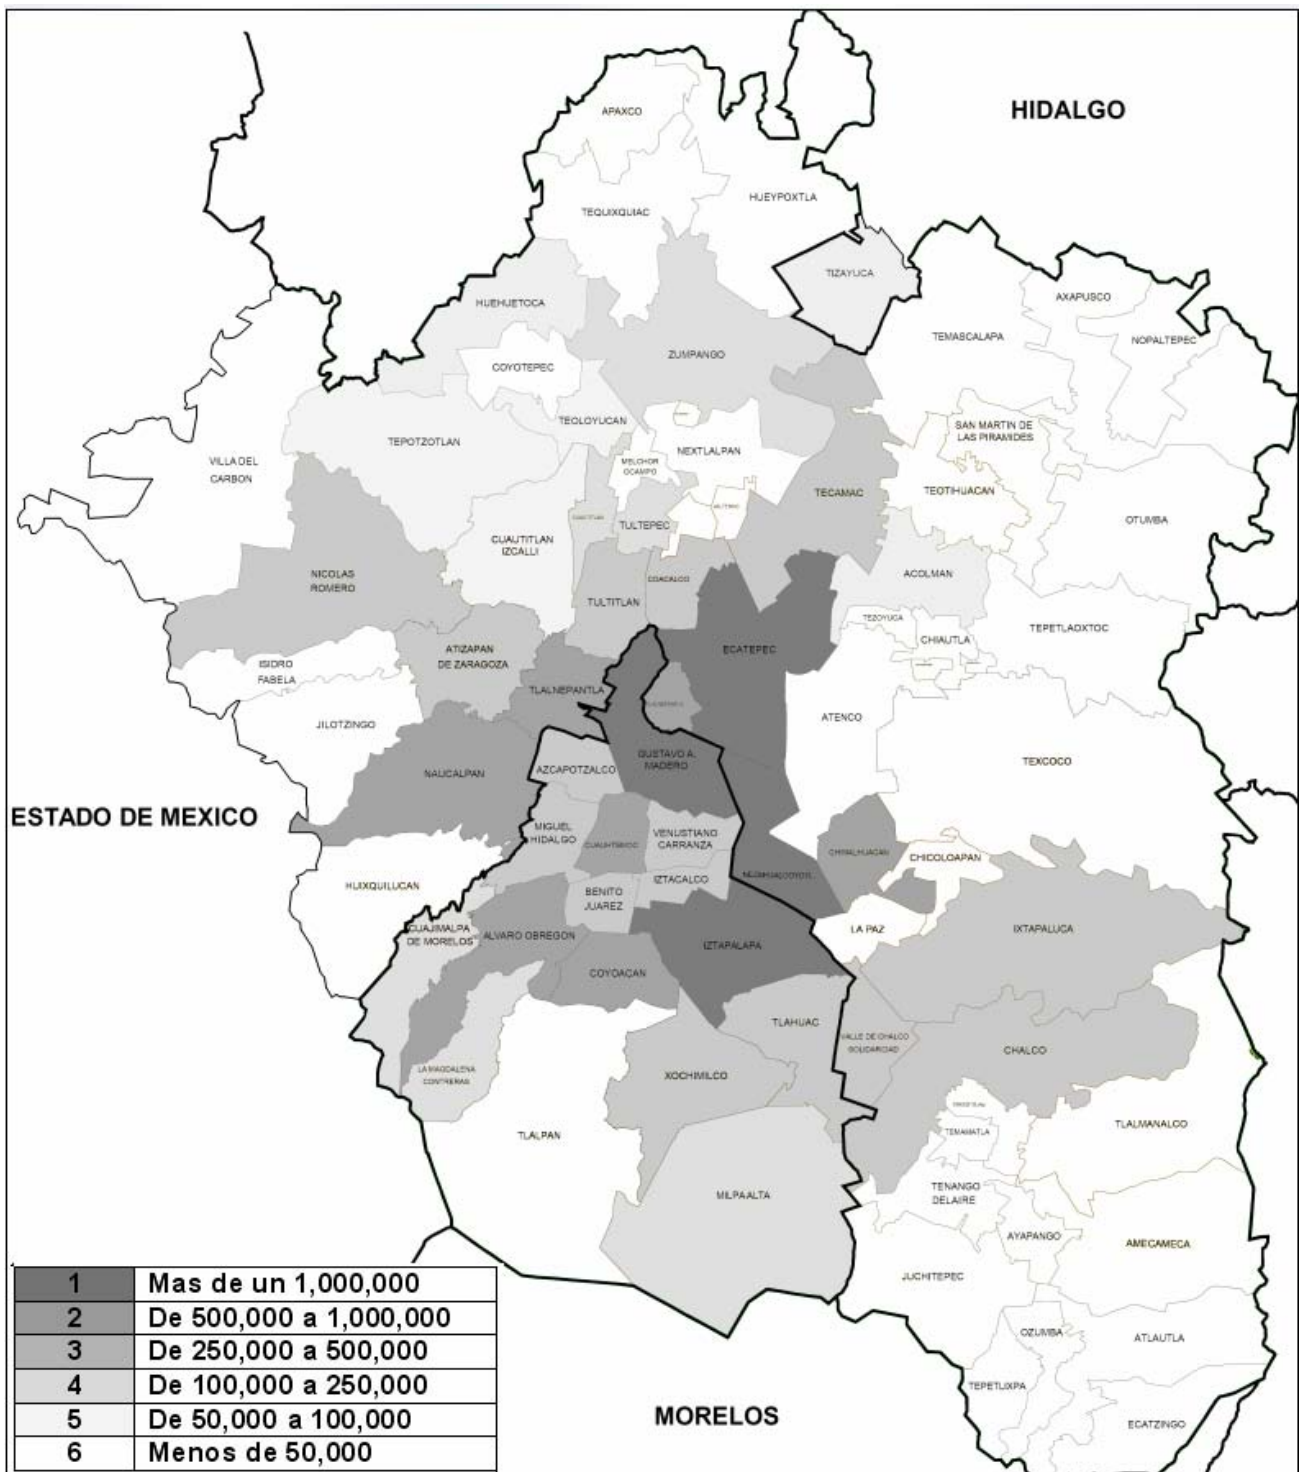 HIDALGO
APAXCO
HUEYPOXTLA
TEQUIXQUIAC
TIZAYUCA
HUEHUETOCA
AXAPUSCO
TEMASCALAPA
NOPALTEPEC
ZUMPANGO
COYOTEPEC
TEOLOYUCAN
SAN MARTIN DE
LAS PIRAMIDES
TEPOTZOTLAN
NEXTLALPAN
VILLA DEL
CARBON
MELCHOR
OCAMPO
TECAMAC
TEOTIHUACAN
OTUMBA
TULTEPEC
CUAUTITLAN
CUAUTITLAN
IZCALLI
NICOLAS
ROMERO
COACALCO
ACOLMAN
TULTITLAN
TEZOYUCA
CHIAUTLA
TEPETLAOXTOC
ATIZAPAN
DE ZARAGOZA
ECATEPEC
ISIDRO
FABELA
TLALNEPANTLA
JILOTZINGO
ATENCO
GUSTAVO A.
MADERO
TEXCOCO
AZCAPOTZALCO
NAUCALPAN
ESTADO DE MEXICO
MIGUEL
HIDALGO
CUAUHTEMOC
VENUSTIANO
CARRANZA
CHIMALHUACAN
CHICOLOAPAN
HUIXQUILUCAN
IZTACALCO
NEZAHUALCOYOTL
BENITO
JUAREZ
CUAJIMALPA
DE MORELOS
ALVARO OBREGON
LA PAZ
IXTAPALUCA
IZTAPALAPA
COYOACAN
TLAHUAC
VALLE DE CHALCO
SOLIDARIDAD
CHALCO
LA MAGDALENA
CONTRERAS
XOCHIMILCO
TLALPAN
TEMAMATLA
TLALMANALCO
MILPA ALTA
TENANGO
DELAIRE
AYAPANGO
AMECAMECA
JUCHITEPEC
OZUMBA
ATLAUTLA
TEPETLIXPA
ECATZINGO
MORELOS
1 Mas de un 1,000,000
2 De 500,000 a 1,000,000
3 De 250,000 a 500,000
4 De 100,000 a 250,000
5 De 50,000 a 100,000
6 Menos de 50,000